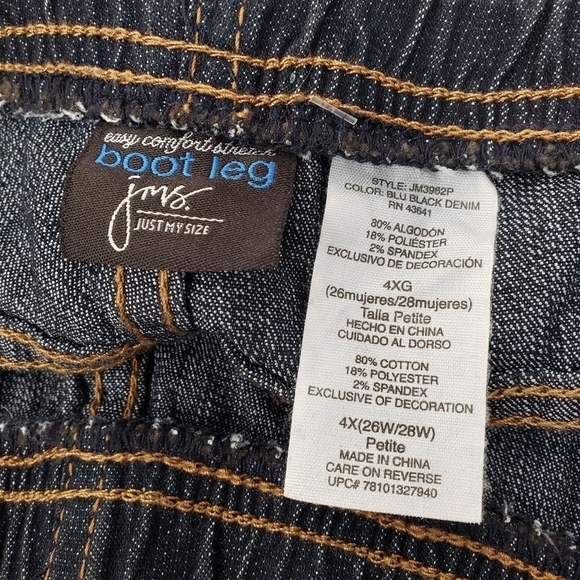 easy comfort stretch
boot leg
jms.
JUST MY SIZE
STYLE: JM3962P
COLOR: BLU BLACK DENIM
RN 43641
80% ALGODÓN
18% POLIÉSTER
2% SPANDEX
EXCLUSIVO DE DECORACIÓN
4XG
(26mujeres/28mujeres)
Talla Petite
HECHO EN CHINA
CUIDADO AL DORSO
80% COTTON
18% POLYESTER
2% SPANDEX
EXCLUSIVE OF DECORATION
4X(26W/28W)
Petite
MADE IN CHINA
CARE ON REVERSE
UPC# 78101327940